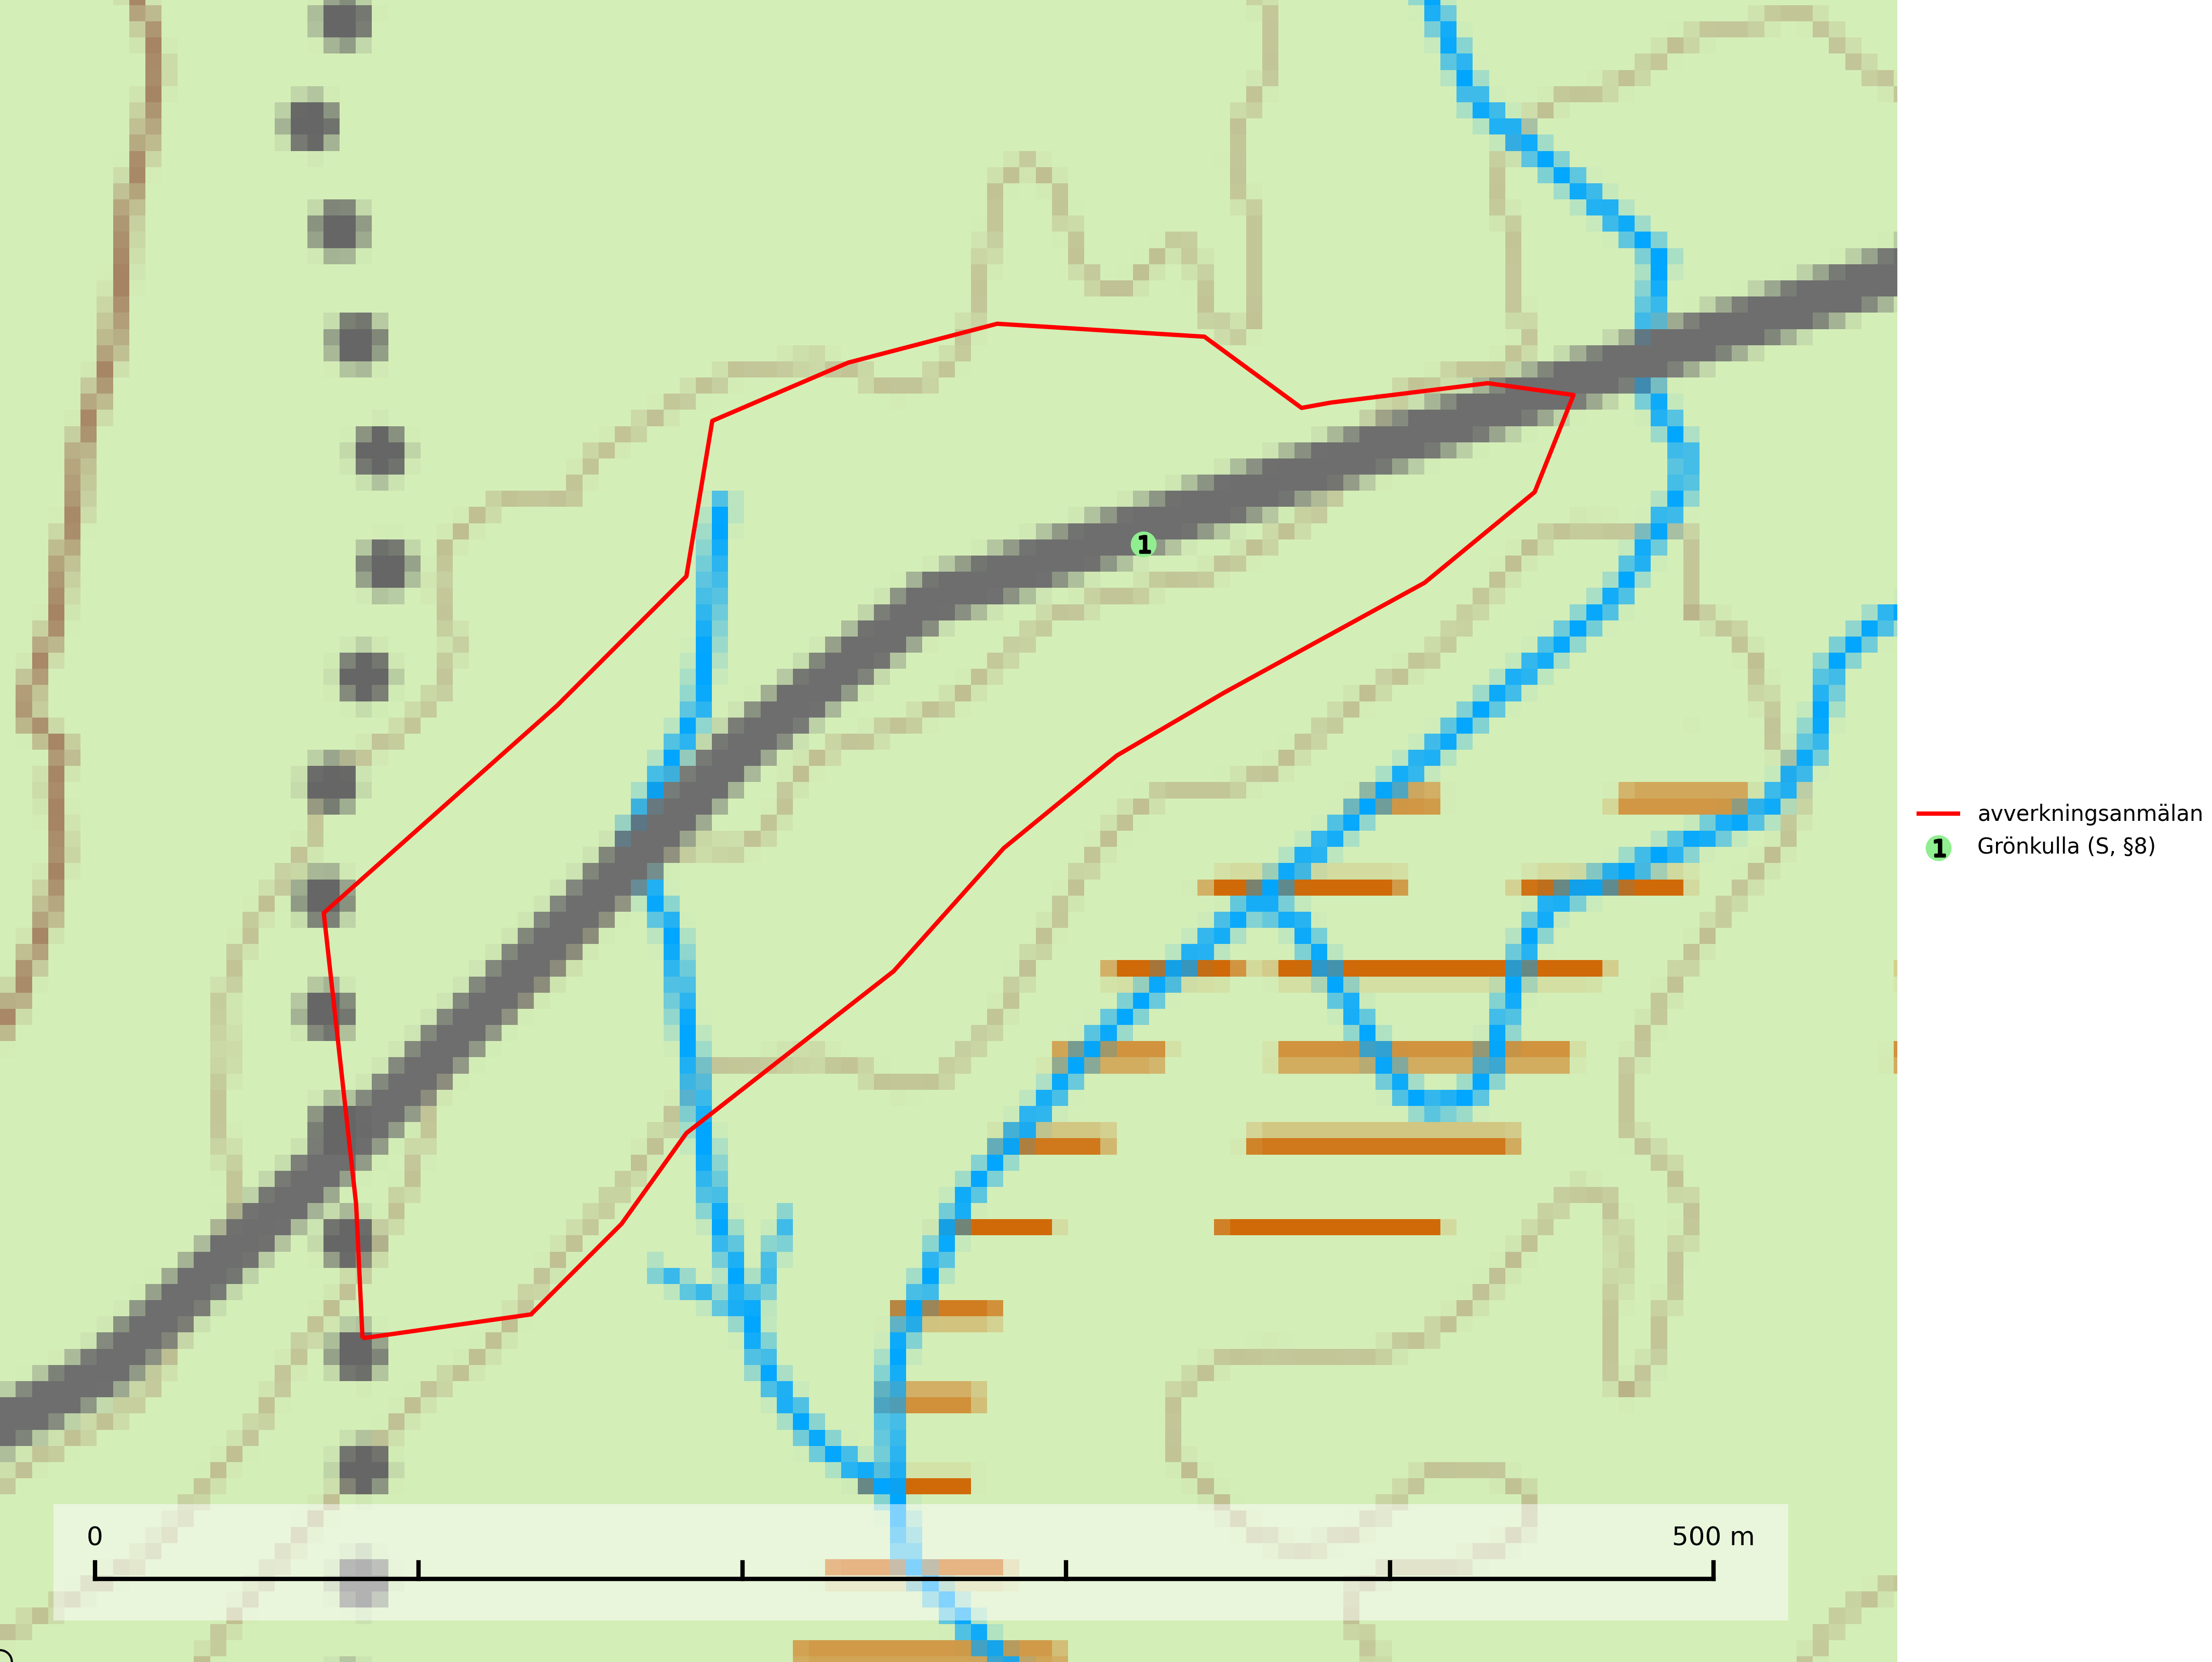 1
avverkningsanmälan
1 Grönkulla (S, §8)
0 500 m